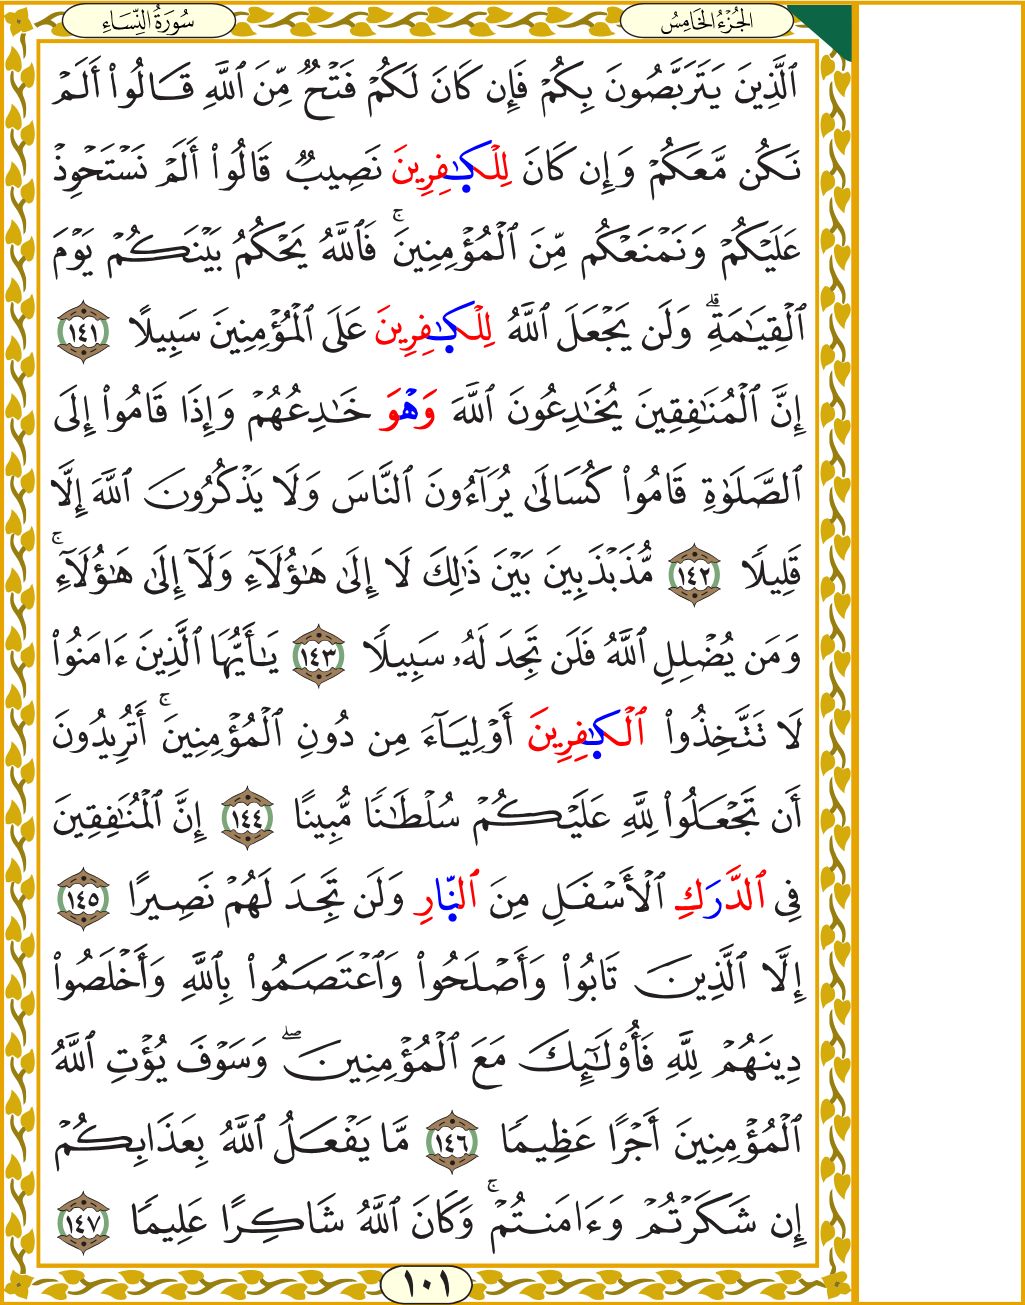 الجُزْءُ الخَامِسُ
سُورَةُ النِّسَاءِ
ٱلَّذِينَ يَتَرَبَّصُونَ بِكُمْ فَإِن كَانَ لَكُمْ فَتْحٌ مِّنَ ٱللَّهِ قَالُوا۟ أَلَمْ
نَكُن مَّعَكُمْ وَإِن كَانَ لِلْكَـٰفِرِينَ نَصِيبٌ قَالُوا۟ أَلَمْ نَسْتَحْوِذْ
عَلَيْكُمْ وَنَمْنَعْكُم مِّنَ ٱلْمُؤْمِنِينَ ۚ فَٱللَّهُ يَحْكُمُ بَيْنَكُمْ يَوْمَ
ٱلْقِيَـٰمَةِ ۗ وَلَن يَجْعَلَ ٱللَّهُ لِلْكَـٰفِرِينَ عَلَى ٱلْمُؤْمِنِينَ سَبِيلًا ١٤١
إِنَّ ٱلْمُنَـٰفِقِينَ يُخَـٰدِعُونَ ٱللَّهَ وَهْوَ خَـٰدِعُهُمْ وَإِذَا قَامُوا۟ إِلَى
ٱلصَّلَوٰةِ قَامُوا۟ كُسَالَىٰ يُرَآءُونَ ٱلنَّاسَ وَلَا يَذْكُرُونَ ٱللَّهَ إِلَّا
قَلِيلًا ١٤٢ مُّذَبْذَبِينَ بَيْنَ ذَٰلِكَ لَا إِلَىٰ هَـٰٓؤُلَآءِ وَلَآ إِلَىٰ هَـٰٓؤُلَآءِ ۚ
وَمَن يُضْلِلِ ٱللَّهُ فَلَن تَجِدَ لَهُۥ سَبِيلًا ١٤٣ يَـٰٓأَيُّهَا ٱلَّذِينَ ءَامَنُوا۟
لَا تَتَّخِذُوا۟ ٱلْكَـٰفِرِينَ أَوْلِيَآءَ مِن دُونِ ٱلْمُؤْمِنِينَ ۚ أَتُرِيدُونَ
أَن تَجْعَلُوا۟ لِلَّهِ عَلَيْكُمْ سُلْطَـٰنًا مُّبِينًا ١٤٤ إِنَّ ٱلْمُنَـٰفِقِينَ
فِى ٱلدَّرَكِ ٱلْأَسْفَلِ مِنَ ٱلنَّارِ وَلَن تَجِدَ لَهُمْ نَصِيرًا ١٤٥
إِلَّا ٱلَّذِينَ تَابُوا۟ وَأَصْلَحُوا۟ وَٱعْتَصَمُوا۟ بِٱللَّهِ وَأَخْلَصُوا۟
دِينَهُمْ لِلَّهِ فَأُو۟لَـٰٓئِكَ مَعَ ٱلْمُؤْمِنِينَ ۖ وَسَوْفَ يُؤْتِ ٱللَّهُ
ٱلْمُؤْمِنِينَ أَجْرًا عَظِيمًا ١٤٦ مَّا يَفْعَلُ ٱللَّهُ بِعَذَابِكُمْ
إِن شَكَرْتُمْ وَءَامَنتُمْ ۚ وَكَانَ ٱللَّهُ شَاكِرًا عَلِيمًا ١٤٧
١٠١